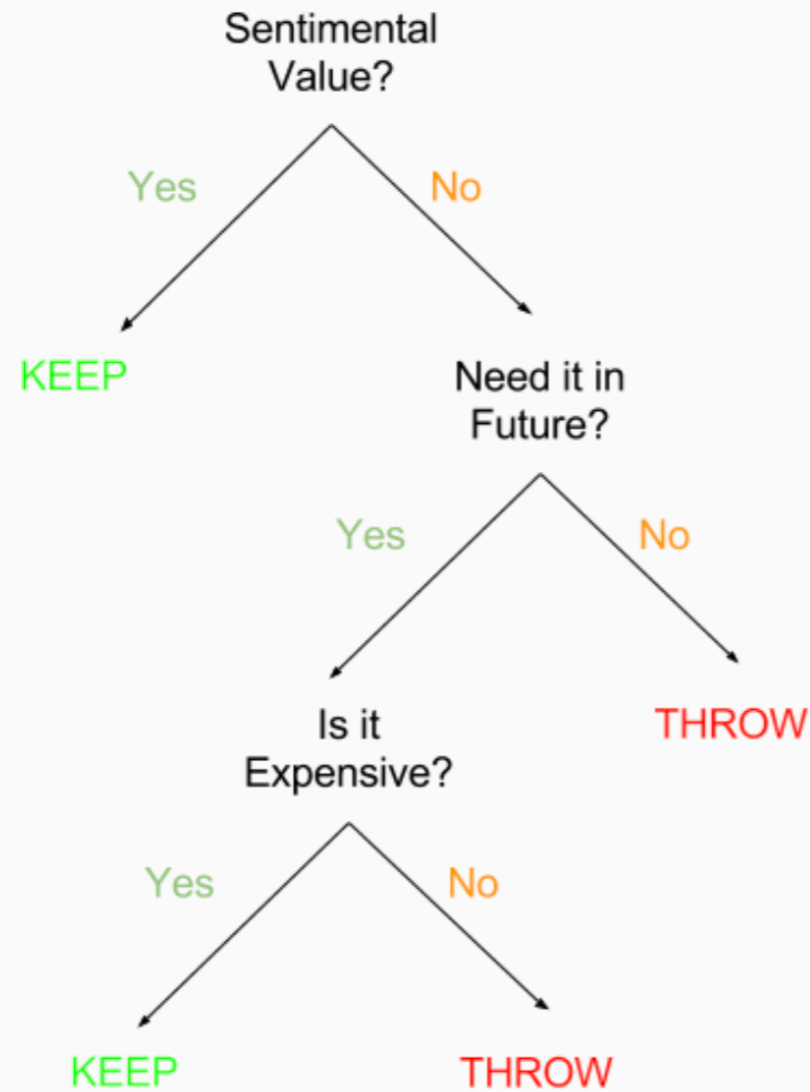 Sentimental
Value?
Yes
No
KEEP
Need it in
Future?
Yes
No
Is it
Expensive?
THROW
Yes
No
KEEP
THROW